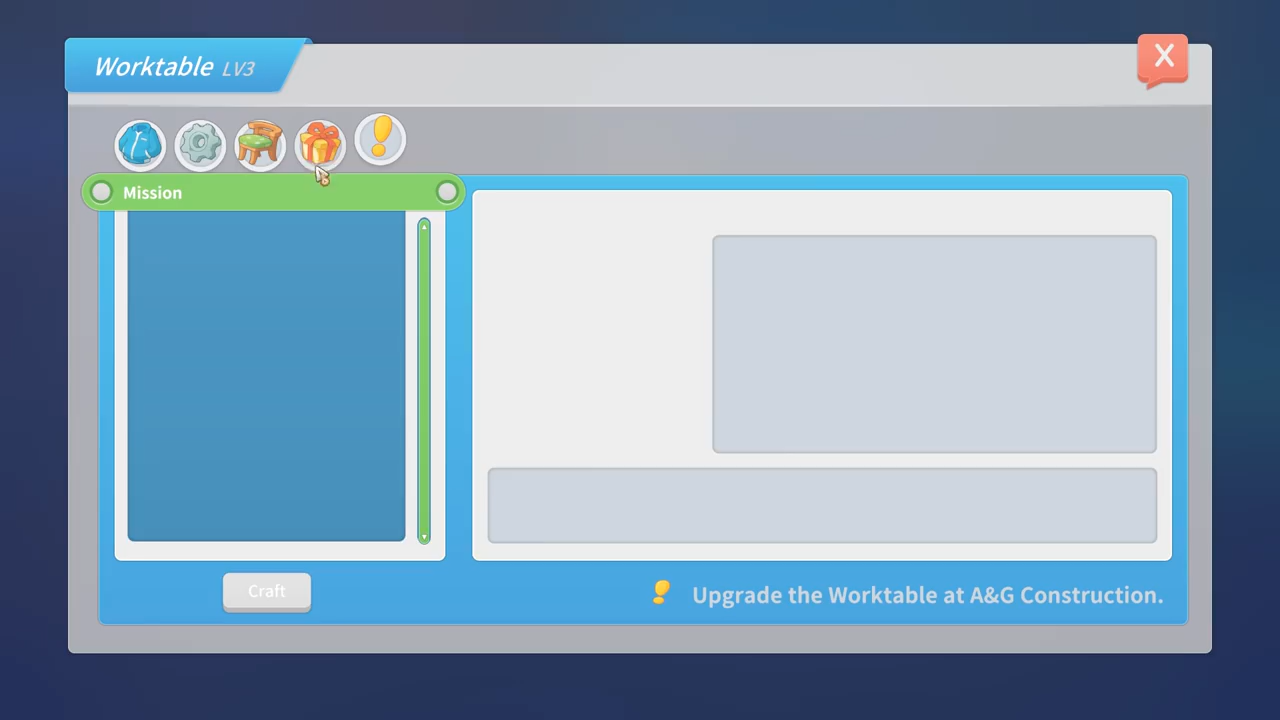 Worktable LV3
X
Mission
Craft
Upgrade the Worktable at A&G Construction.